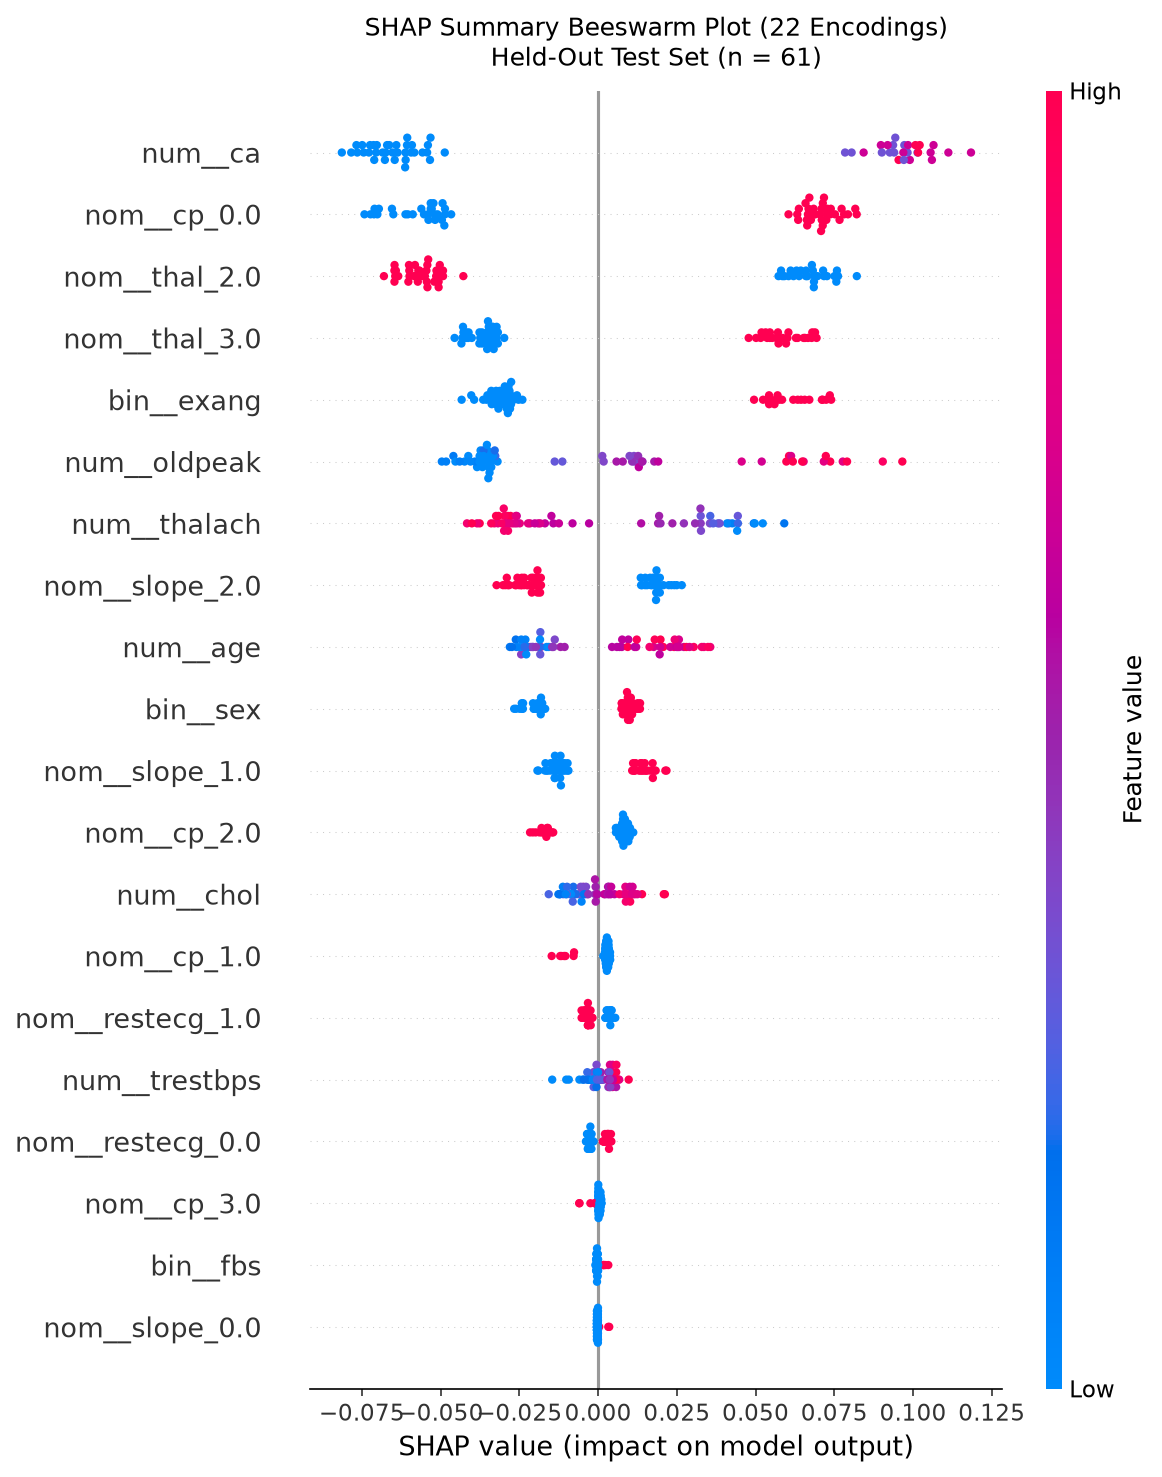 SHAP Summary Beeswarm Plot (22 Encodings)
Held-Out Test Set (n = 61)
High
num__ca
nom__cp_0.0
nom__thal_2.0
nom__thal_3.0
bin__exang
num__oldpeak
num__thalach
nom__slope_2.0
num__age
bin__sex
nom__slope_1.0
nom__cp_2.0
num__chol
nom__cp_1.0
nom__restecg_1.0
num__trestbps
nom__restecg_0.0
nom__cp_3.0
bin__fbs
nom__slope_0.0
Feature value
Low
−0.075 −0.050 −0.025 0.000 0.025 0.050 0.075 0.100 0.125
SHAP value (impact on model output)